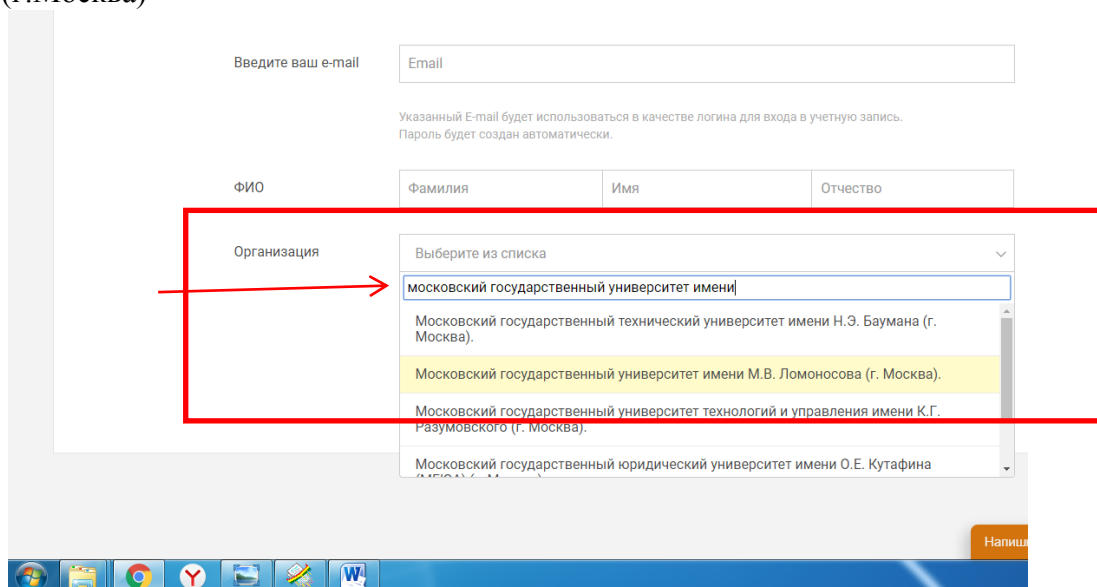 (г.Москва)
Введите ваш e-mail Email
Указанный E-mail будет использоваться в качестве логина для входа в учетную запись.
Пароль будет создан автоматически.
ФИО Фамилия Имя Отчество
Организация Выберите из списка
московский государственный университет имени
Московский государственный технический университет имени Н.Э. Баумана (г.
Москва).
Московский государственный университет имени М.В. Ломоносова (г. Москва).
Московский государственный университет технологий и управления имени К.Г.
Разумовского (г. Москва).
Московский государственный юридический университет имени О.Е. Кутафина